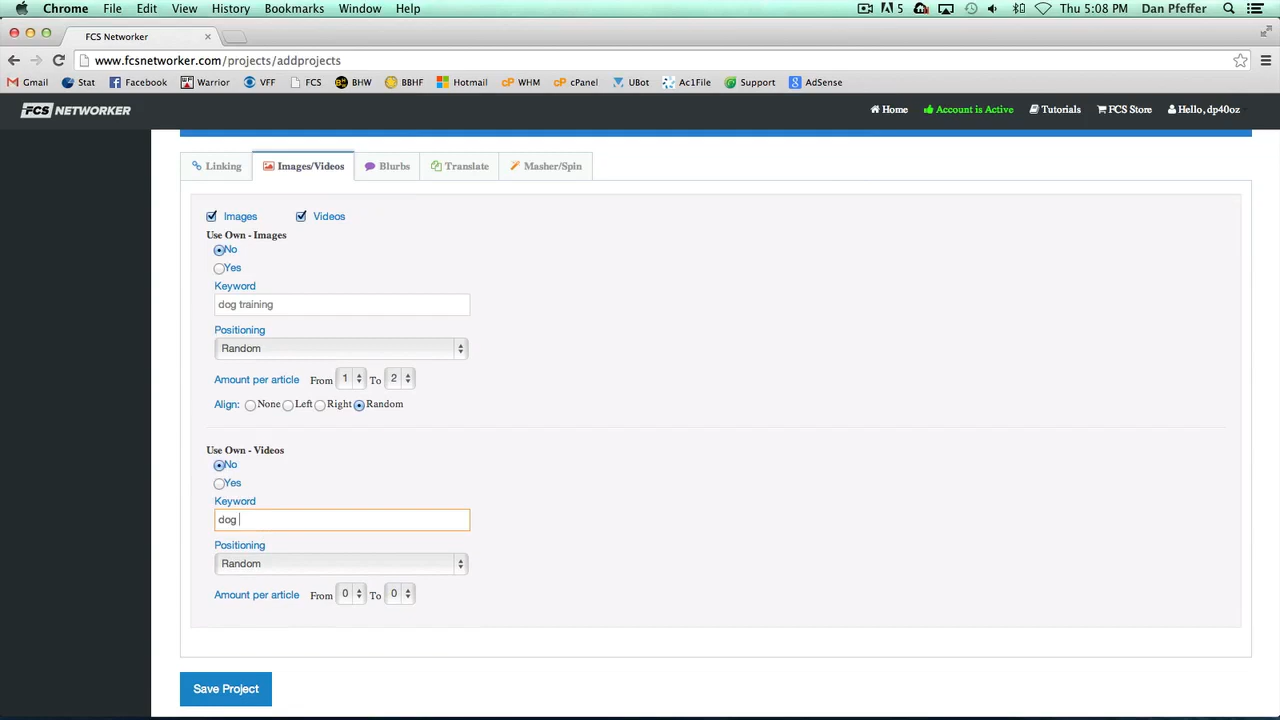 Chrome File Edit View History Bookmarks Window Help 5 Thu 5:08 PM Dan Pfeffer
FCS Networker
www.fcsnetworker.com/projects/addprojects
Gmail Stat Facebook Warrior VFF FCS BHW BBHF Hotmail cP WHM cP cPanel UBot Ac1File Support AdSense
FCS NETWORKER Home Account is Active Tutorials FCS Store Hello, dp40oz
Linking Images/Videos Blurbs Translate Masher/Spin
Images Videos
Use Own - Images
No
Yes
Keyword
dog training
Positioning
Random
Amount per article From 1 To 2
Align: None Left Right Random
Use Own - Videos
No
Yes
Keyword
dog
Positioning
Random
Amount per article From 0 To 0
Save Project